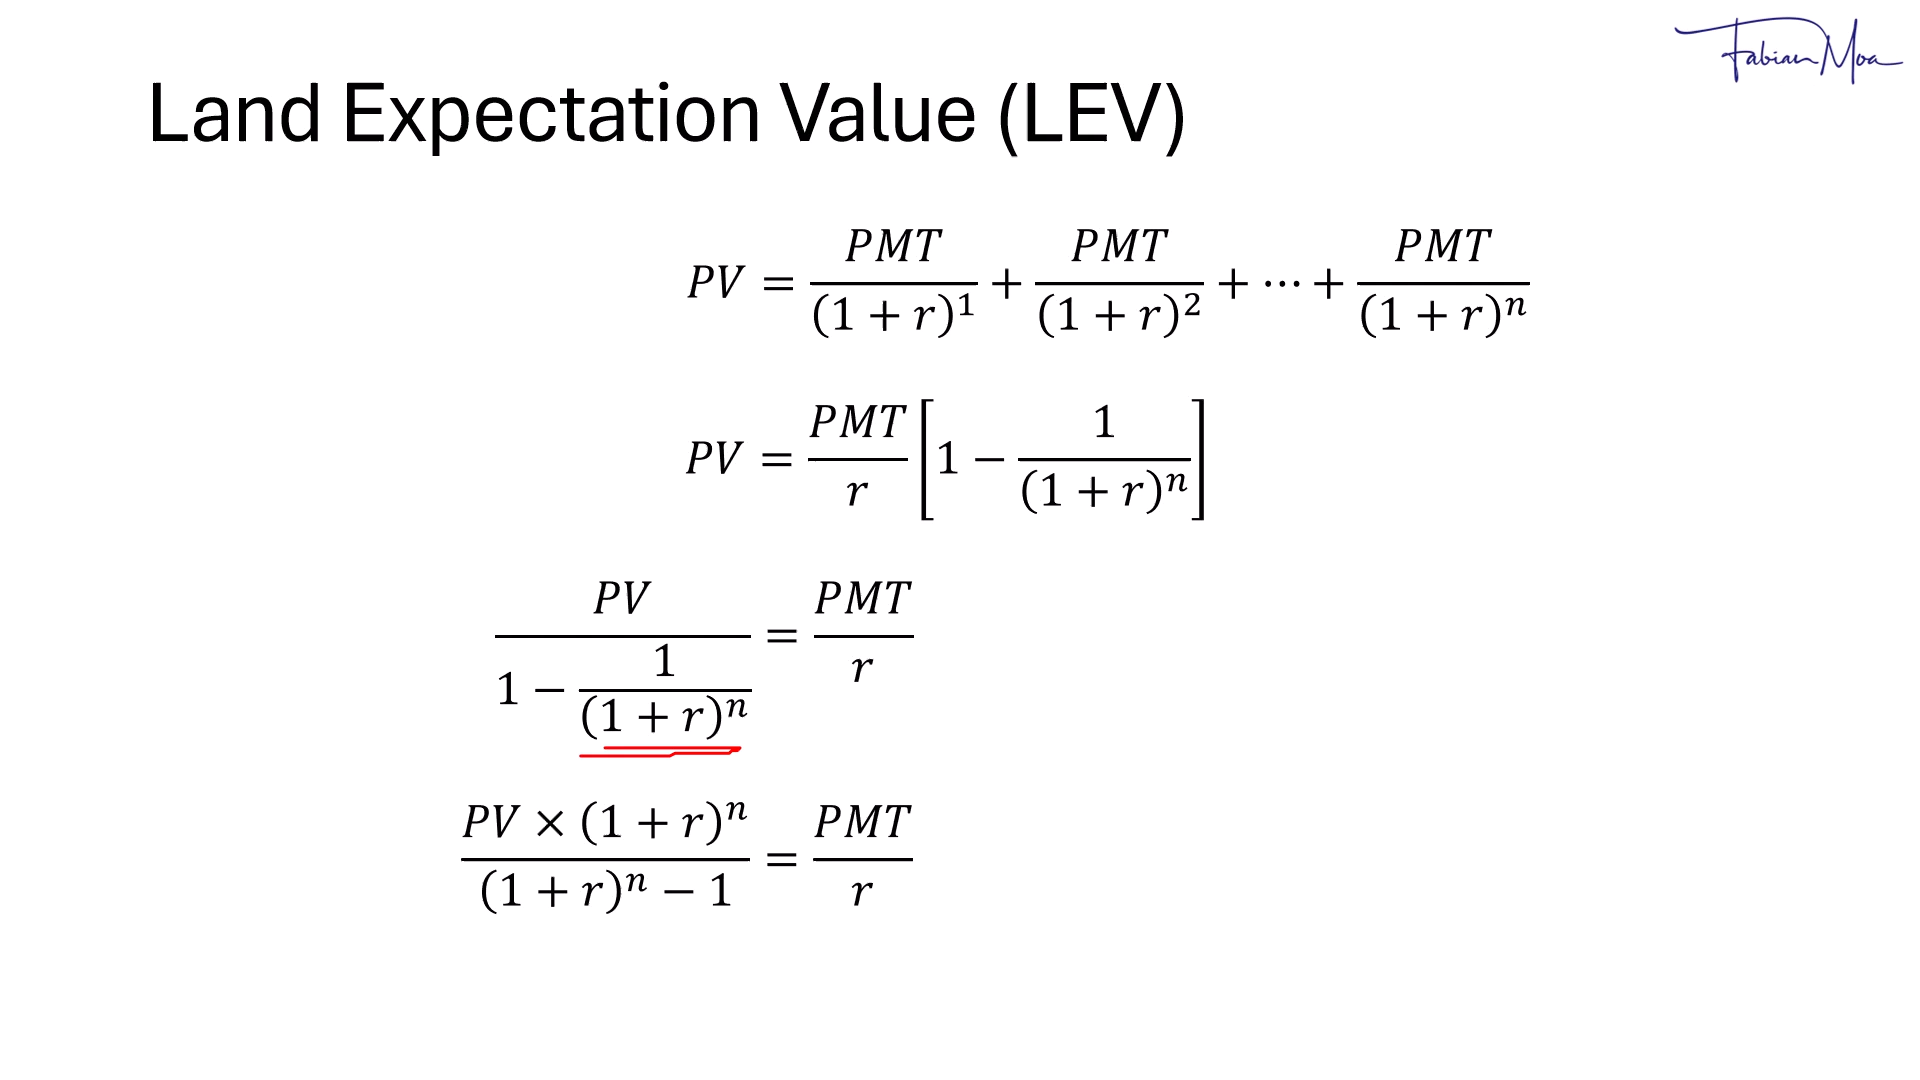 Fabian Moa
Land Expectation Value (LEV)
PV = PMT/(1 + r)^1 + PMT/(1 + r)^2 + ⋯ + PMT/(1 + r)^n
PV = PMT/r [1 − 1/(1 + r)^n]
PV/(1 − 1/(1 + r)^n) = PMT/r
(PV × (1 + r)^n)/((1 + r)^n − 1) = PMT/r